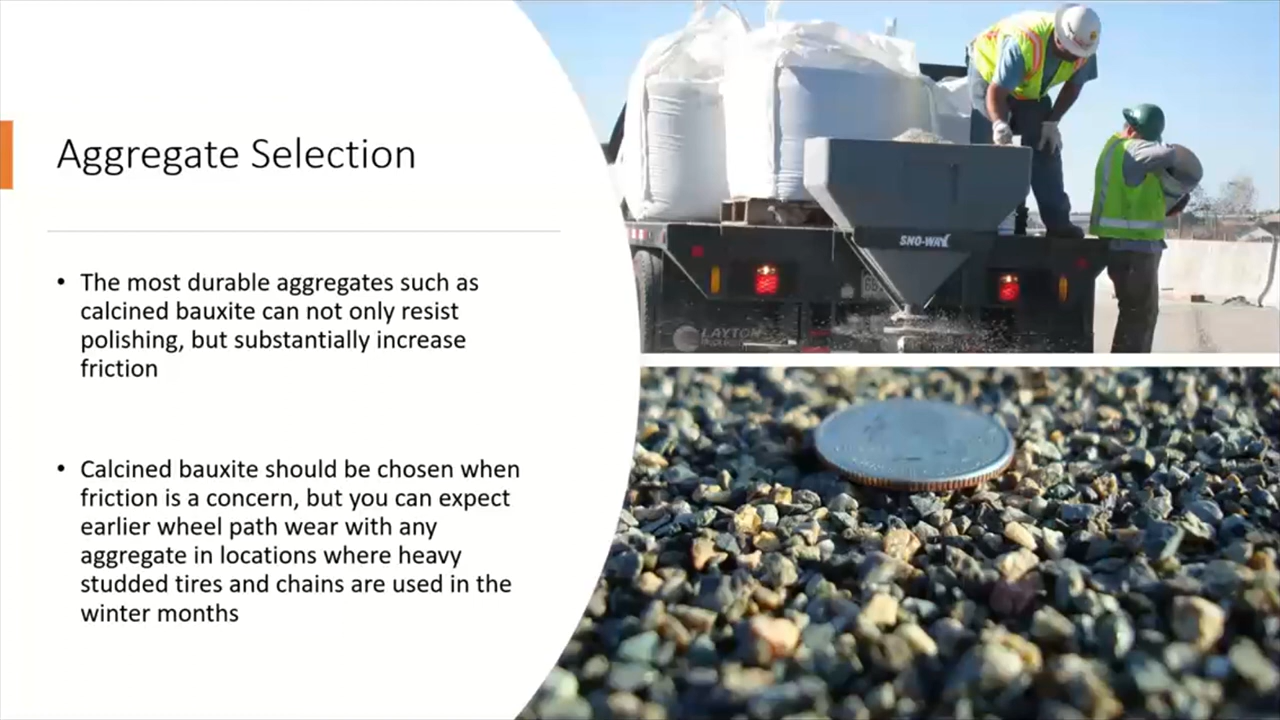 Aggregate Selection
• The most durable aggregates such as
calcined bauxite can not only resist
polishing, but substantially increase
friction
• Calcined bauxite should be chosen when
friction is a concern, but you can expect
earlier wheel path wear with any
aggregate in locations where heavy
studded tires and chains are used in the
winter months
SNO-WAY
LAYTON